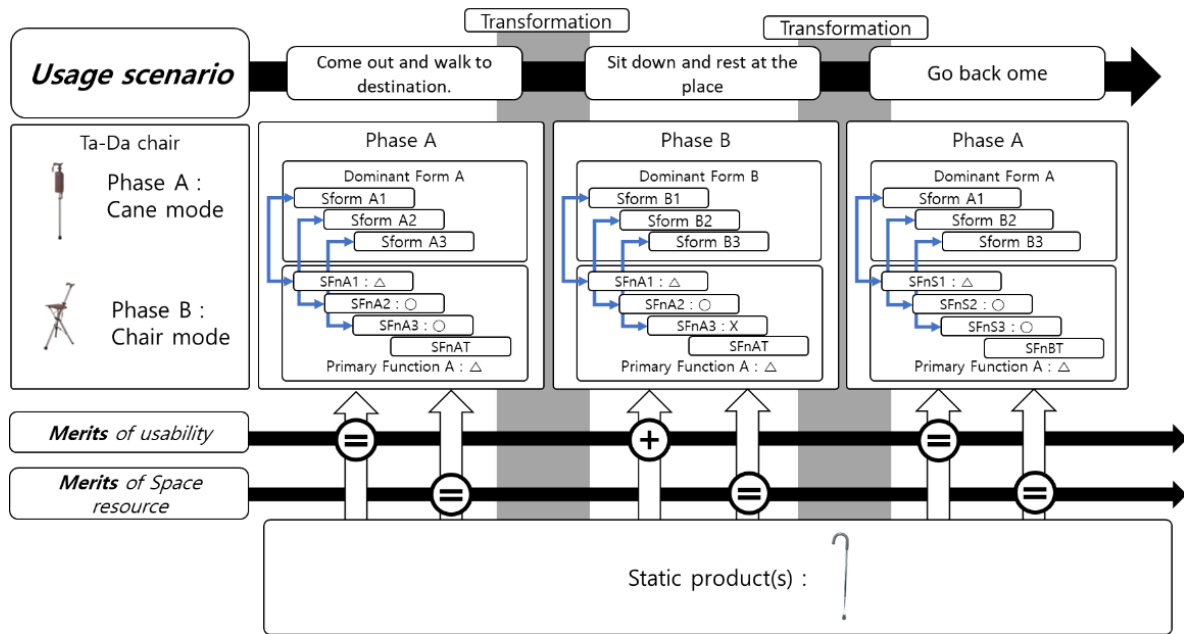 Transformation
Transformation
Usage scenario
Come out and walk to
destination.
Sit down and rest at the
place
Go back ome
Ta-Da chair
Phase A :
Cane mode
Phase B :
Chair mode
Phase A
Dominant Form A
Sform A1
Sform A2
Sform A3
SFnA1 : △
SFnA2 : ○
SFnA3 : ○
SFnAT
Primary Function A : △
Phase B
Dominant Form B
Sform B1
Sform B2
Sform B3
SFnA1 : △
SFnA2 : ○
SFnA3 : X
SFnAT
Primary Function A : △
Phase A
Dominant Form A
Sform A1
Sform B2
Sform B3
SFnS1 : △
SFnS2 : ○
SFnS3 : ○
SFnBT
Primary Function A : △
Merits of usability
= + =
Merits of Space
resource
= = =
Static product(s) :